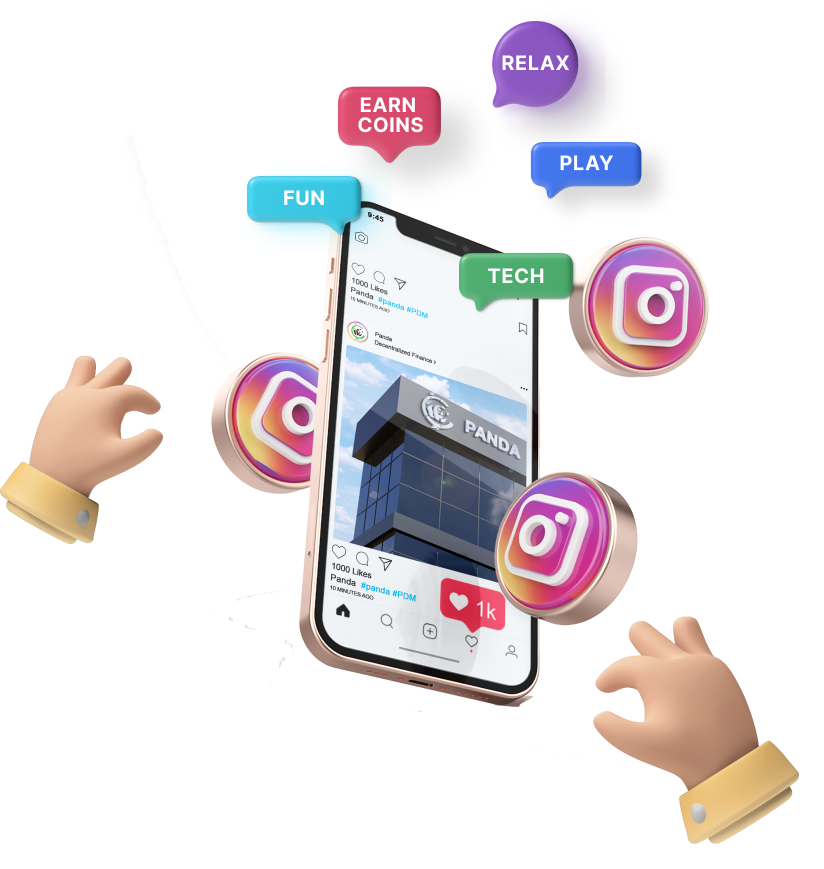 RELAX
EARN
COINS
PLAY
FUN
9:45
TECH
1000 Likes
Panda #panda #PDM
10 MINUTES AGO
Panda
Decentralized Finance ›
PANDA
1000 Likes
Panda #panda #PDM
10 MINUTES AGO
1k